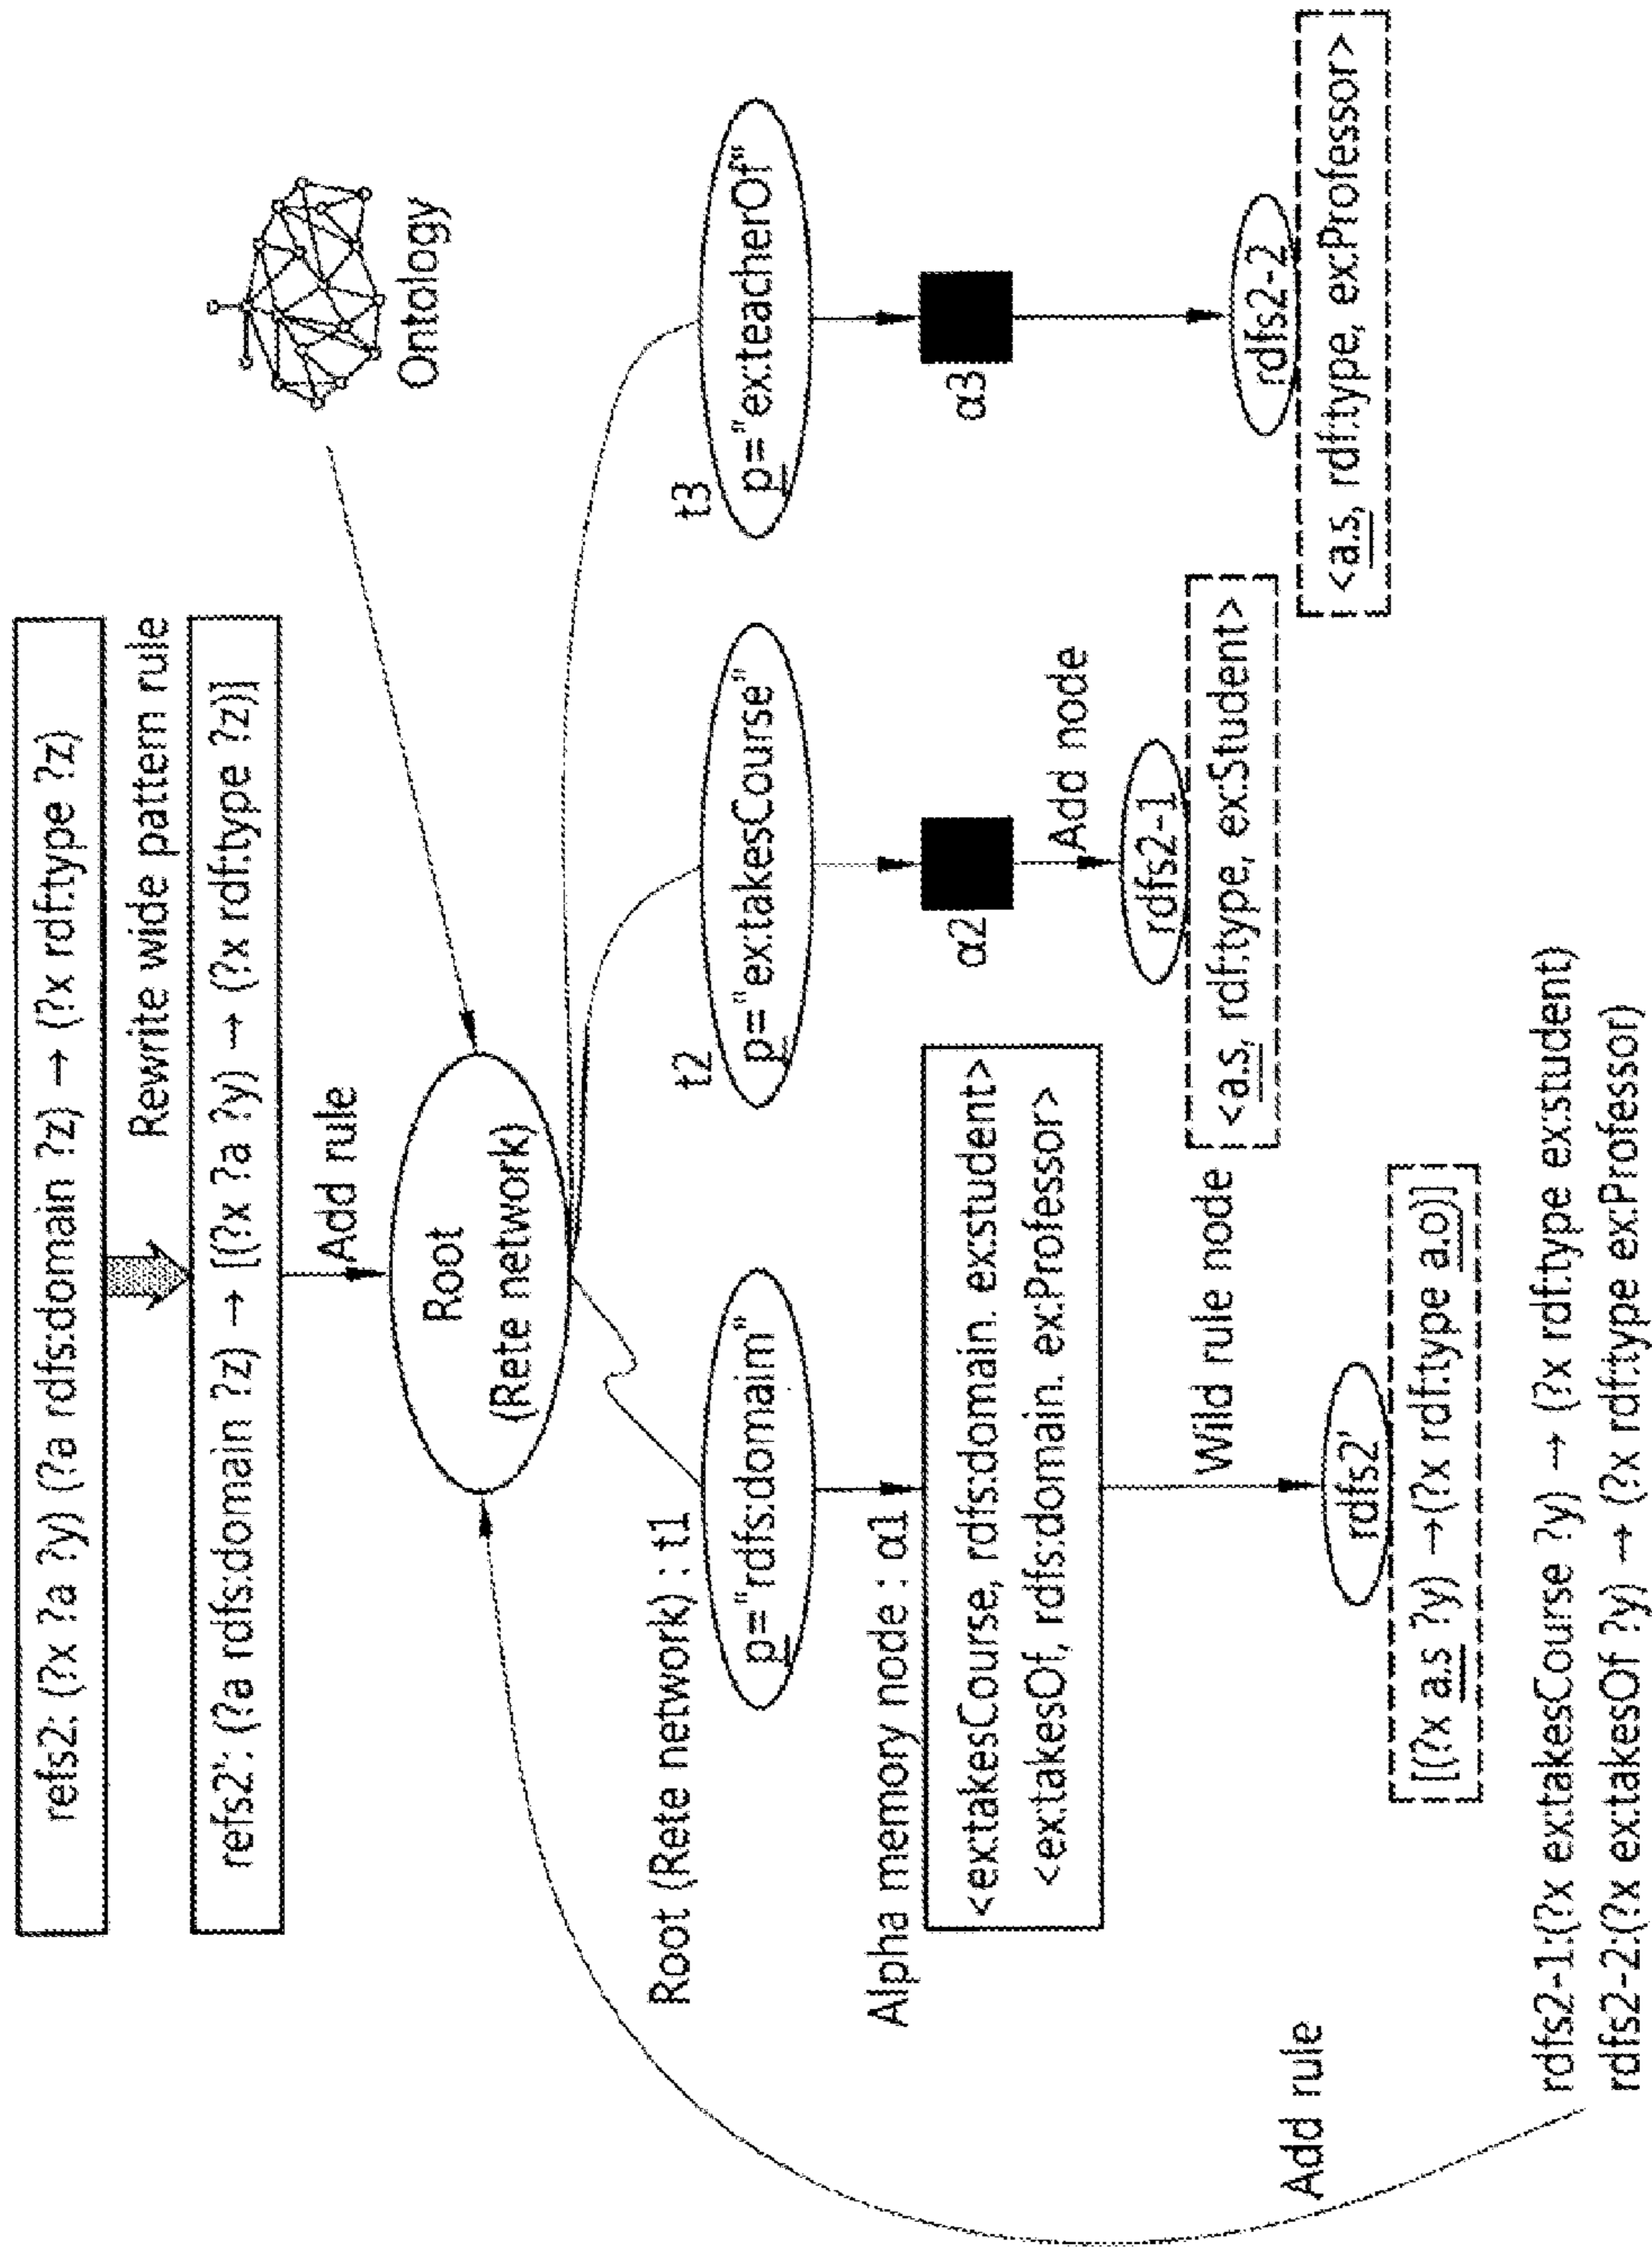 refs2: (?x ?a ?y) (?a rdfs:domain ?z) → (?x rdf:type ?z)
Rewrite wide pattern rule
refs2': (?a rdfs:domain ?z) → [(?x ?a ?y) → (?x rdf:type ?z)]
Add rule
Ontology
Root
(Rete network)
Root (Rete network) : t1
p="rdfs:domaim"
t2
p="ex:takesCourse"
t3
p="ex:teacherOf"
Alpha memory node : α1
<ex:takesCourse, rdfs:domain. ex:student>
<ex:takesOf, rdfs:domain. ex:Professor>
α2
α3
Wild rule node
Add node
rdfs2'
[(?x a.s ?y) →(?x rdf:type a.o)]
rdfs2-1
<a.s, rdf:type, ex:Student>
rdfs2-2
<a.s, rdf:type, ex:Professor>
Add rule
rdfs2-1:(?x ex:takesCourse ?y) → (?x rdf:type ex:student)
rdfs2-2:(?x ex:takesOf ?y) → (?x rdf:type ex:Professor)